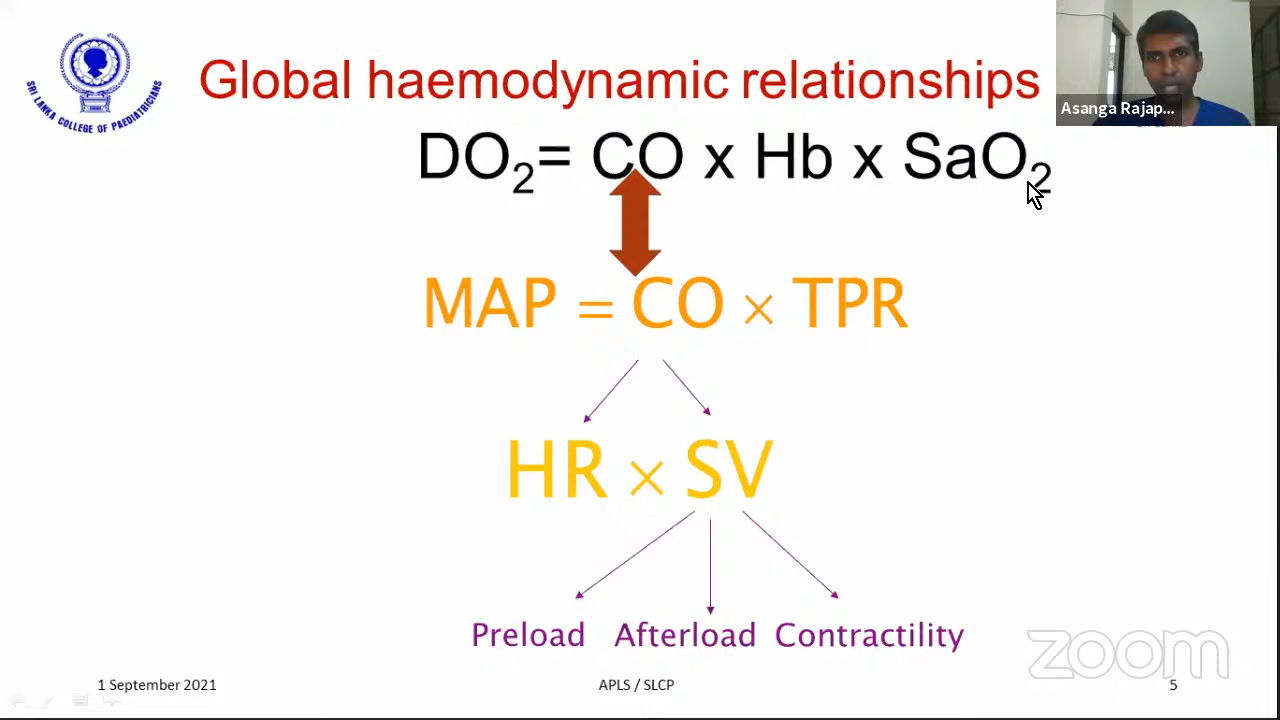 SRI LANKA COLLEGE OF PAEDIATRICIANS
Global haemodynamic relationships
Asanga Rajap...
DO₂= CO x Hb x SaO₂
MAP = CO × TPR
HR × SV
Preload Afterload Contractility
zoom
1 September 2021 APLS / SLCP 5